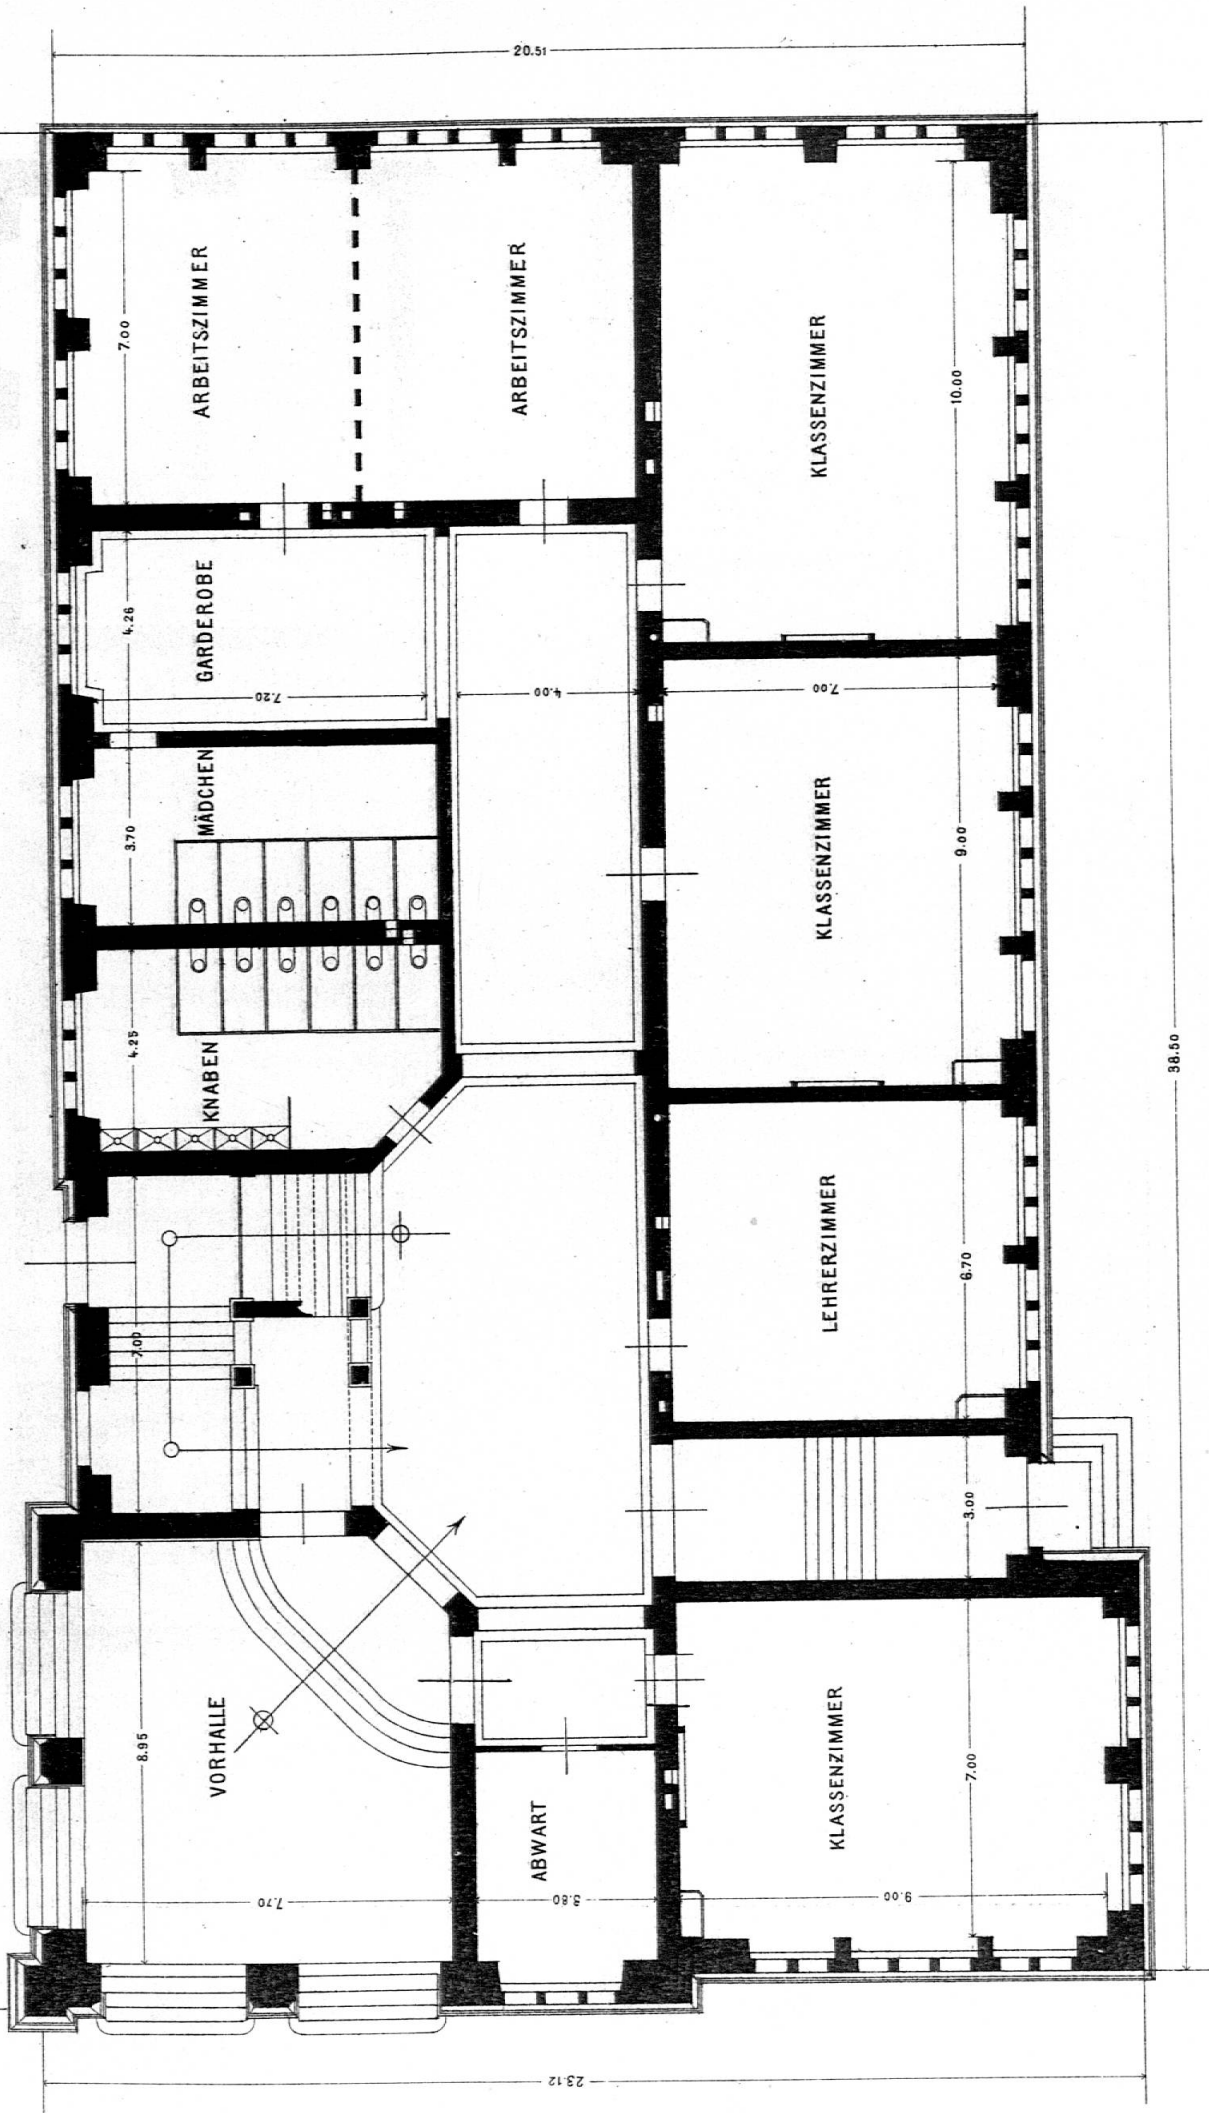 20.51
7.00
ARBEITSZIMMER
ARBEITSZIMMER
KLASSENZIMMER
10.00
4.26
GARDEROBE
7.20
4.00
7.00
3.70
MÄDCHEN
KLASSENZIMMER
9.00
4.25
KNABEN
38.50
LEHRERZIMMER
6.70
7.00
3.00
8.95
VORHALLE
7.70
ABWART
3.80
KLASSENZIMMER
7.00
9.00
23.12